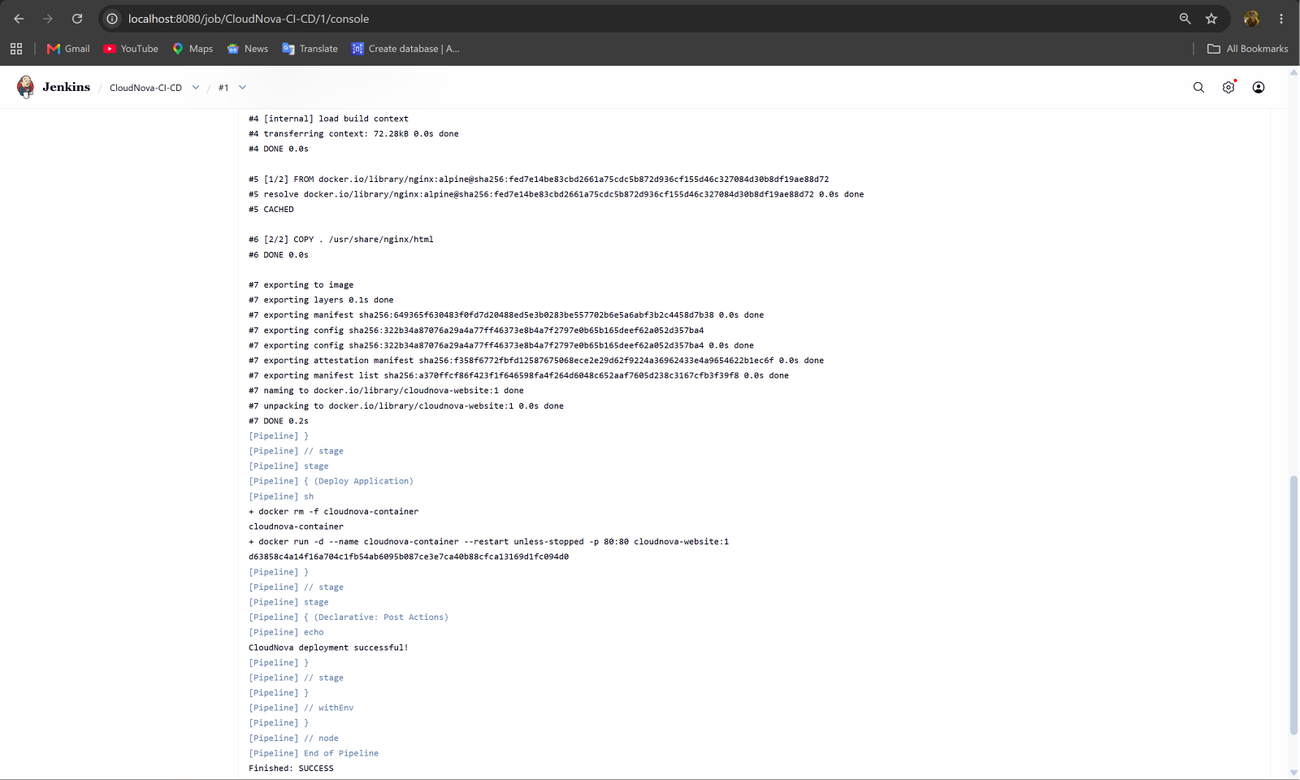 localhost:8080/job/CloudNova-CI-CD/1/console
Gmail YouTube Maps News Translate Create database | A... All Bookmarks
Jenkins / CloudNova-CI-CD / #1
#4 [internal] load build context
#4 transferring context: 72.28kB 0.0s done
#4 DONE 0.0s
#5 [1/2] FROM docker.io/library/nginx:alpine@sha256:fed7e14be83cbd2661a75cdc5b872d936cf155d46c327084d30b8df19ae88d72
#5 resolve docker.io/library/nginx:alpine@sha256:fed7e14be83cbd2661a75cdc5b872d936cf155d46c327084d30b8df19ae88d72 0.0s done
#5 CACHED
#6 [2/2] COPY . /usr/share/nginx/html
#6 DONE 0.0s
#7 exporting to image
#7 exporting layers 0.1s done
#7 exporting manifest sha256:649365f630483f0fd7d20488ed5e3b0283be557702b6e5a6abf3b2c4458d7b38 0.0s done
#7 exporting config sha256:322b34a87076a29a4a77ff46373e8b4a7f2797e0b65b165deef62a052d357ba4
#7 exporting config sha256:322b34a87076a29a4a77ff46373e8b4a7f2797e0b65b165deef62a052d357ba4 0.0s done
#7 exporting attestation manifest sha256:f358f6772fbfd12587675068ece2e29d62f9224a36962433e4a9654622b1ec6f 0.0s done
#7 exporting manifest list sha256:a370ffcf86f423f1f646598fa4f264d6048c652aaf7605d238c3167cfb3f39f8 0.0s done
#7 naming to docker.io/library/cloudnova-website:1 done
#7 unpacking to docker.io/library/cloudnova-website:1 0.0s done
#7 DONE 0.2s
[Pipeline] }
[Pipeline] // stage
[Pipeline] stage
[Pipeline] { (Deploy Application)
[Pipeline] sh
+ docker rm -f cloudnova-container
cloudnova-container
+ docker run -d --name cloudnova-container --restart unless-stopped -p 80:80 cloudnova-website:1
d63858c4a14f16a704c1fb54ab6095b087ce3e7ca40b88cfca13169d1fc094d0
[Pipeline] }
[Pipeline] // stage
[Pipeline] stage
[Pipeline] { (Declarative: Post Actions)
[Pipeline] echo
CloudNova deployment successful!
[Pipeline] }
[Pipeline] // stage
[Pipeline] }
[Pipeline] // withEnv
[Pipeline] }
[Pipeline] // node
[Pipeline] End of Pipeline
Finished: SUCCESS